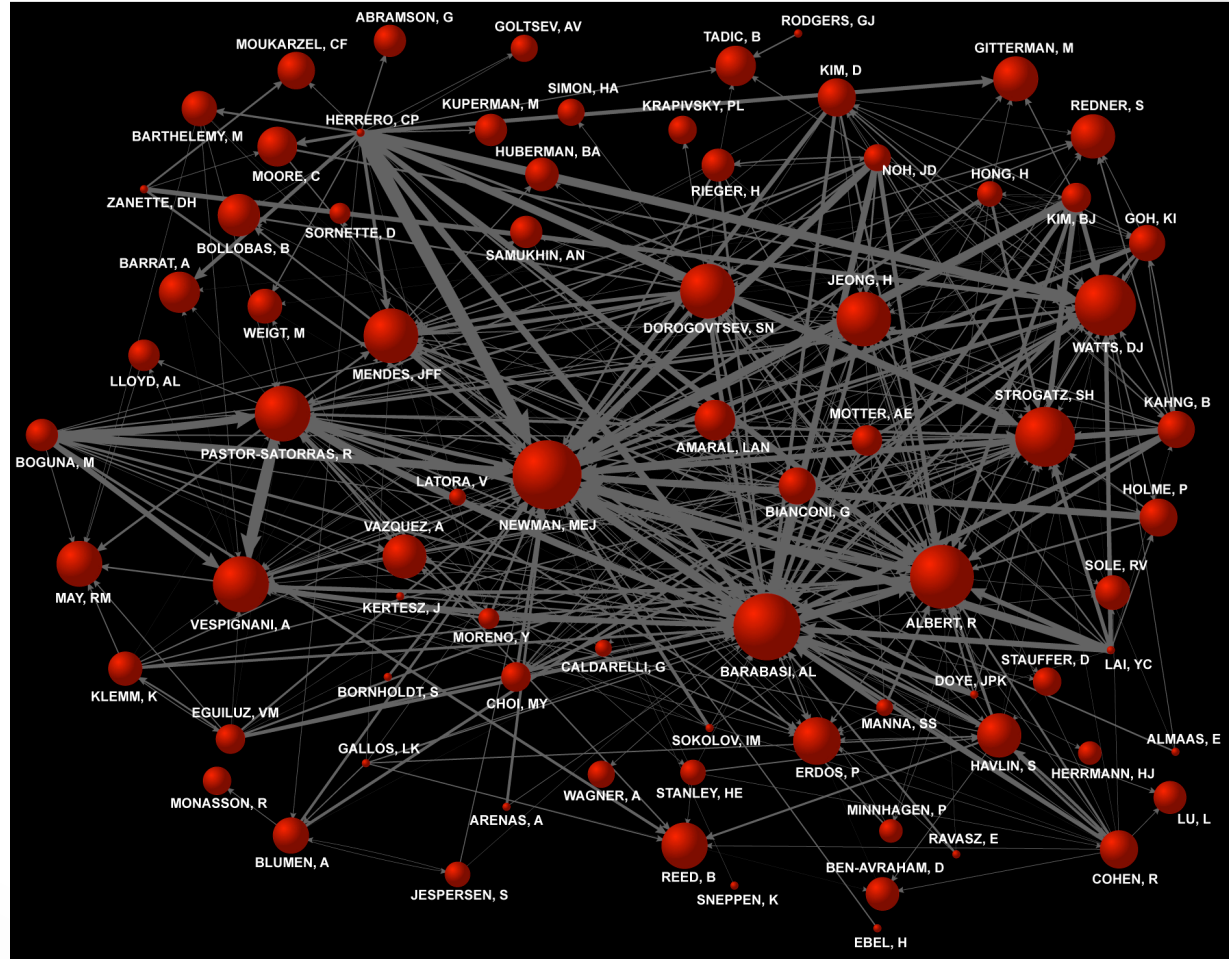 ABRAMSON, G
RODGERS, GJ
GOLTSEV, AV
TADIC, B
MOUKARZEL, CF
GITTERMAN, M
KIM, D
SIMON, HA
KUPERMAN, M
KRAPIVSKY, PL
REDNER, S
HERRERO, CP
BARTHELEMY, M
HUBERMAN, BA
MOORE, C
NOH, JD
HONG, H
RIEGER, H
ZANETTE, DH
KIM, BJ
GOH, KI
SORNETTE, D
BOLLOBAS, B
SAMUKHIN, AN
BARRAT, A
JEONG, H
DOROGOVTSEV, SN
WEIGT, M
WATTS, DJ
MENDES, JFF
LLOYD, AL
STROGATZ, SH
KAHNG, B
MOTTER, AE
AMARAL, LAN
PASTOR-SATORRAS, R
BOGUNA, M
LATORA, V
HOLME, P
BIANCONI, G
NEWMAN, MEJ
VAZQUEZ, A
SOLE, RV
MAY, RM
KERTESZ, J
VESPIGNANI, A
ALBERT, R
MORENO, Y
STAUFFER, D
LAI, YC
CALDARELLI, G
BARABASI, AL
DOYE, JPK
BORNHOLDT, S
KLEMM, K
CHOI, MY
EGUILUZ, VM
MANNA, SS
SOKOLOV, IM
ALMAAS, E
GALLOS, LK
ERDOS, P
HAVLIN, S
HERRMANN, HJ
STANLEY, HE
WAGNER, A
MONASSON, R
MINNHAGEN, P
LU, L
ARENAS, A
RAVASZ, E
BLUMEN, A
BEN-AVRAHAM, D
REED, B
COHEN, R
JESPERSEN, S
SNEPPEN, K
EBEL, H